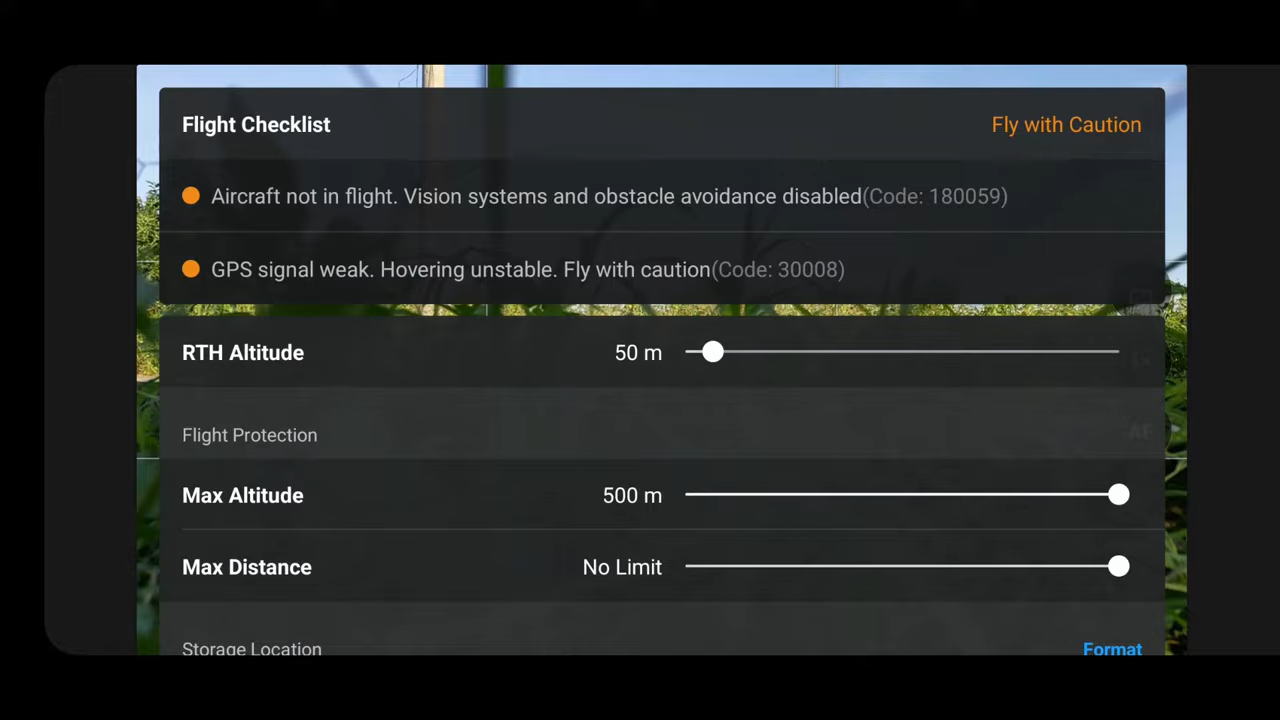 Flight Checklist Fly with Caution
Aircraft not in flight. Vision systems and obstacle avoidance disabled(Code: 180059)
GPS signal weak. Hovering unstable. Fly with caution(Code: 30008)
RTH Altitude 50 m
Flight Protection
Max Altitude 500 m
Max Distance No Limit
Storage Location Format